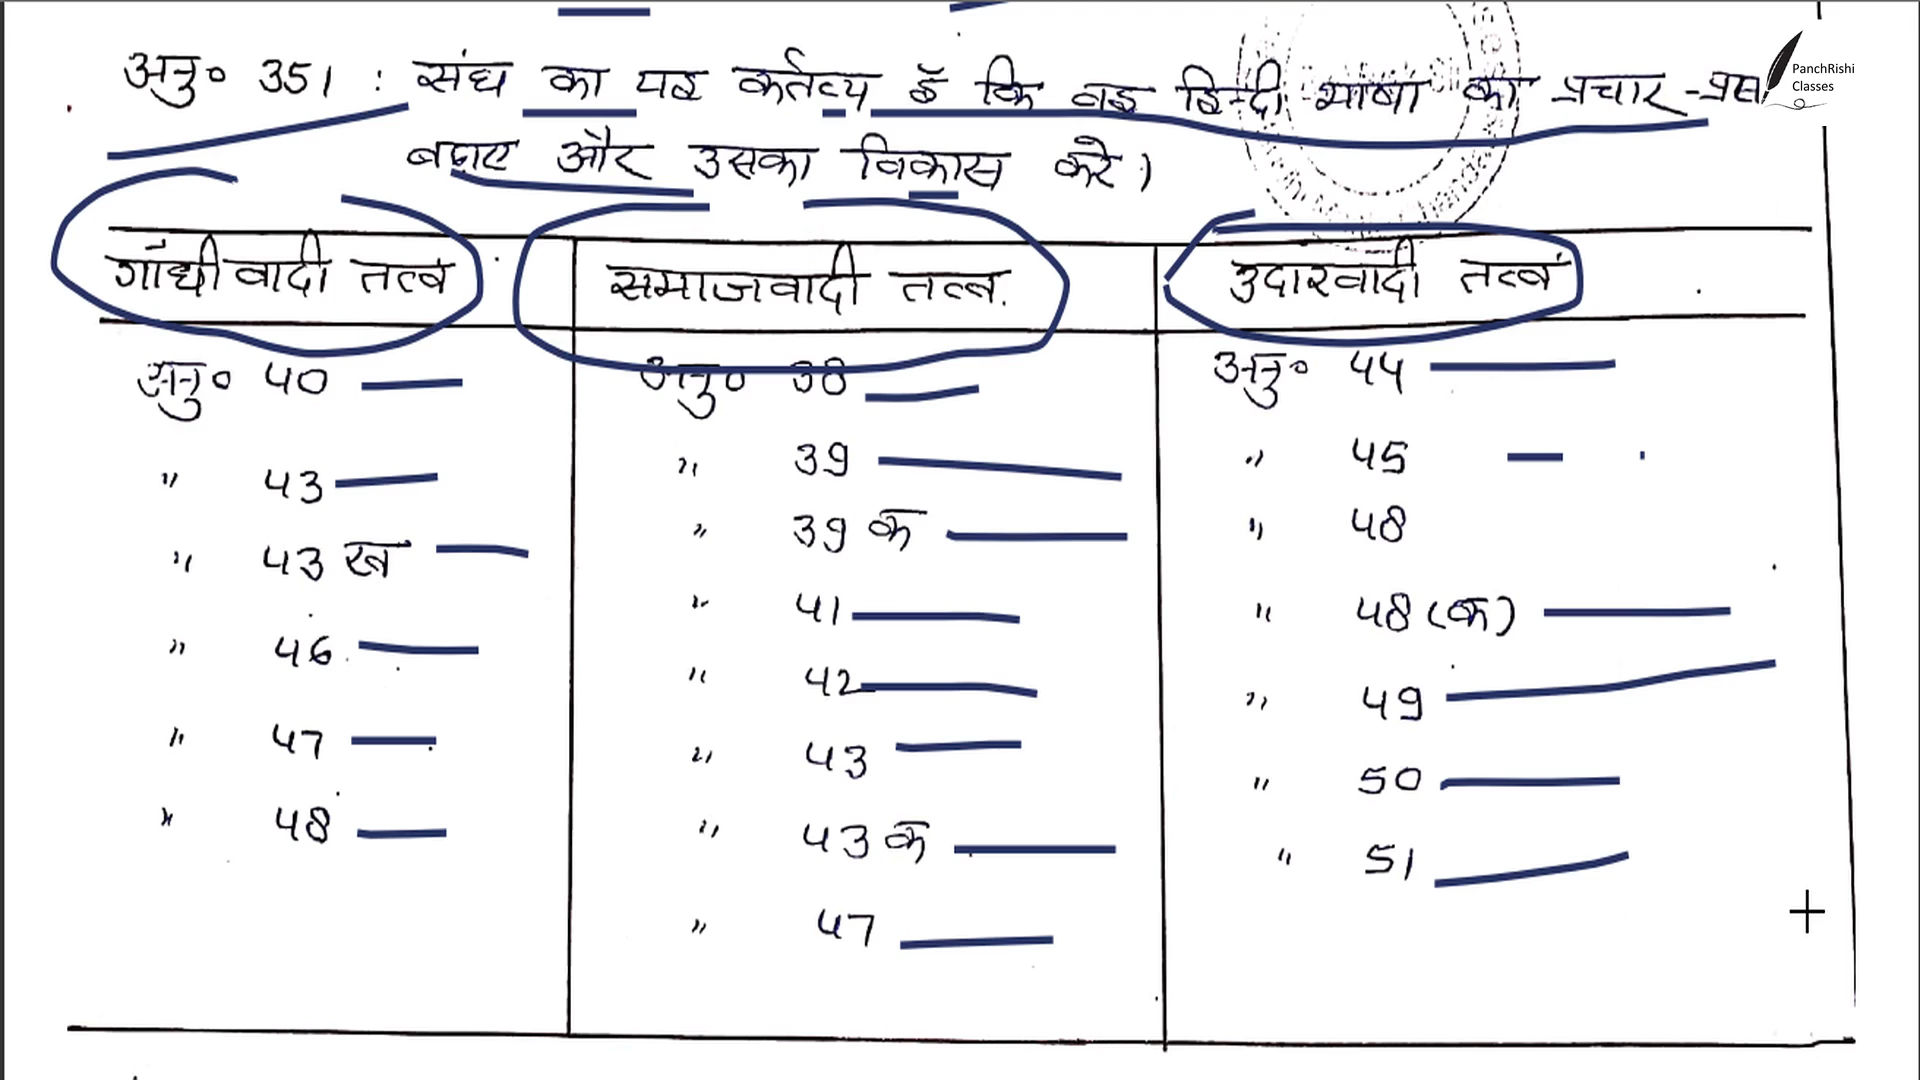 अनु० 351 : संघ का यह कर्तव्य है कि वह हिन्दी भाषा का प्रचार-प्रसा
PanchRishi
Classes
बढ़ाए और उसका विकास करे।
गाँधीवादी तत्व समाजवादी तत्व. उदारवादी तत्व
अनु० 40 अनु० 38 अनु० 44
" 43 " 39 " 45
" 43 ख " 39 क " 48
" 46 " 41 " 48 (क)
" 47 " 42 " 49
" 48 " 43 " 50
" 43 क " 51
" 47